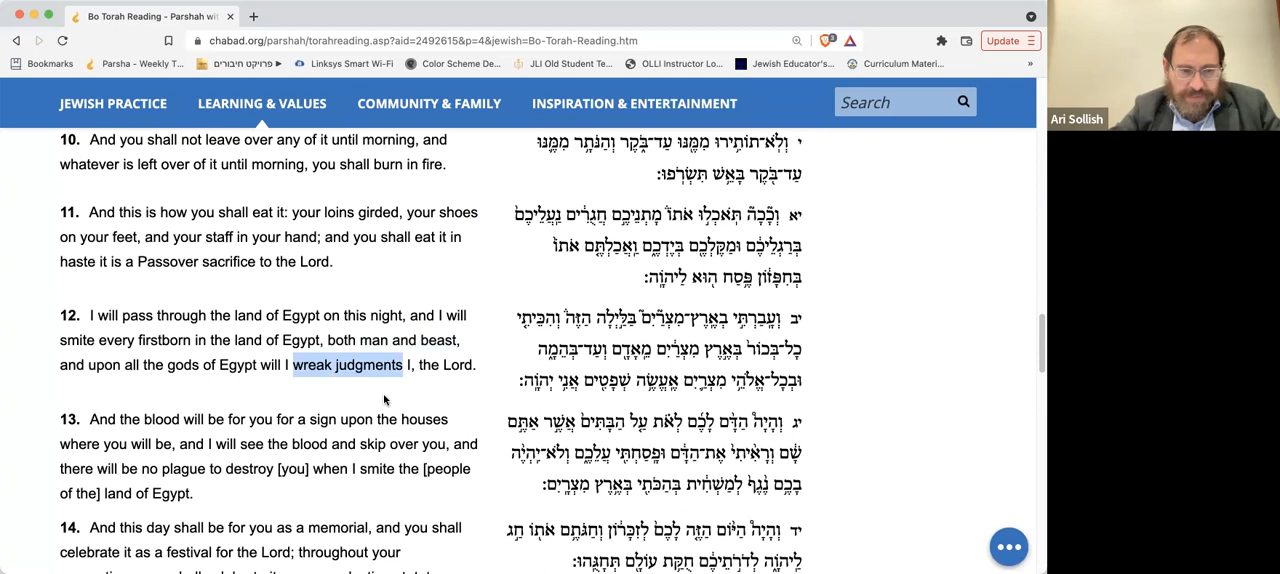 Bo Torah Reading - Parshah wit
chabad.org/parshah/torahreading.asp?aid=2492615&p=4&jewish=Bo-Torah-Reading.htm
3
Update
Bookmarks
Parsha - Weekly T...
פרויקט חיבורים
Linksys Smart Wi-Fi
Color Scheme De...
JLI Old Student Te...
OLLI Instructor Lo...
Jewish Educator's...
Curriculum Materi...
»
JEWISH PRACTICE
LEARNING & VALUES
COMMUNITY & FAMILY
INSPIRATION & ENTERTAINMENT
Search
Ari Sollish
10. And you shall not leave over any of it until morning, and
whatever is left over of it until morning, you shall burn in fire.
י וְלֹֽא־תוֹתִ֥ירוּ מִמֶּ֖נּוּ עַד־בֹּ֑קֶר וְהַנֹּתָ֥ר מִמֶּ֛נּוּ
עַד־בֹּ֖קֶר בָּאֵ֥שׁ תִּשְׂרֹֽפוּ:
11. And this is how you shall eat it: your loins girded, your shoes
on your feet, and your staff in your hand; and you shall eat it in
haste it is a Passover sacrifice to the Lord.
יא וְכָ֘כָה֘ תֹּֽאכְל֣וּ אֹתוֹ֒ מָתְנֵיכֶ֣ם חֲגֻרִ֔ים נַֽעֲלֵיכֶם֙
בְּרַגְלֵיכֶ֔ם וּמַקֶּלְכֶ֖ם בְּיֶדְכֶ֑ם וַֽאֲכַלְתֶּ֤ם אֹתוֹ֙
בְּחִפָּז֔וֹן פֶּ֥סַח ה֖וּא לַֽיהֹוָֽה:
12. I will pass through the land of Egypt on this night, and I will
smite every firstborn in the land of Egypt, both man and beast,
and upon all the gods of Egypt will I wreak judgments I, the Lord.
יב וְעָֽבַרְתִּ֣י בְאֶֽרֶץ־מִצְרַ֘יִם֘ בַּלַּ֣יְלָה הַזֶּה֒ וְהִכֵּיתִ֤י
כָל־בְּכוֹר֙ בְּאֶ֣רֶץ מִצְרַ֔יִם מֵֽאָדָ֖ם וְעַד־בְּהֵמָ֑ה
וּבְכָל־אֱלֹהֵ֥י מִצְרַ֛יִם אֶֽעֱשֶׂ֥ה שְׁפָטִ֖ים אֲנִ֥י יְהֹוָֽה:
13. And the blood will be for you for a sign upon the houses
where you will be, and I will see the blood and skip over you, and
there will be no plague to destroy [you] when I smite the [people
of the] land of Egypt.
יג וְהָיָה֩ הַדָּ֨ם לָכֶ֜ם לְאֹ֗ת עַ֤ל הַבָּתִּים֙ אֲשֶׁ֣ר אַתֶּ֣ם
שָׁ֔ם וְרָאִ֨יתִי֙ אֶת־הַדָּ֔ם וּפָֽסַחְתִּ֖י עֲלֵכֶ֑ם וְלֹא־יִֽהְיֶ֨ה
בָכֶ֥ם נֶ֨גֶף֙ לְמַשְׁחִ֔ית בְּהַכֹּתִ֖י בְּאֶ֥רֶץ מִצְרָֽיִם:
14. And this day shall be for you as a memorial, and you shall
celebrate it as a festival for the Lord; throughout your
יד וְהָיָה֩ הַיּ֨וֹם הַזֶּ֤ה לָכֶם֙ לְזִכָּר֔וֹן וְחַגֹּתֶ֥ם אֹת֖וֹ חַ֣ג
לַֽיהֹוָ֑ה לְדֹרֹ֣תֵיכֶ֔ם חֻקַּ֥ת עוֹלָ֖ם תְּחָגֻּֽהוּ: